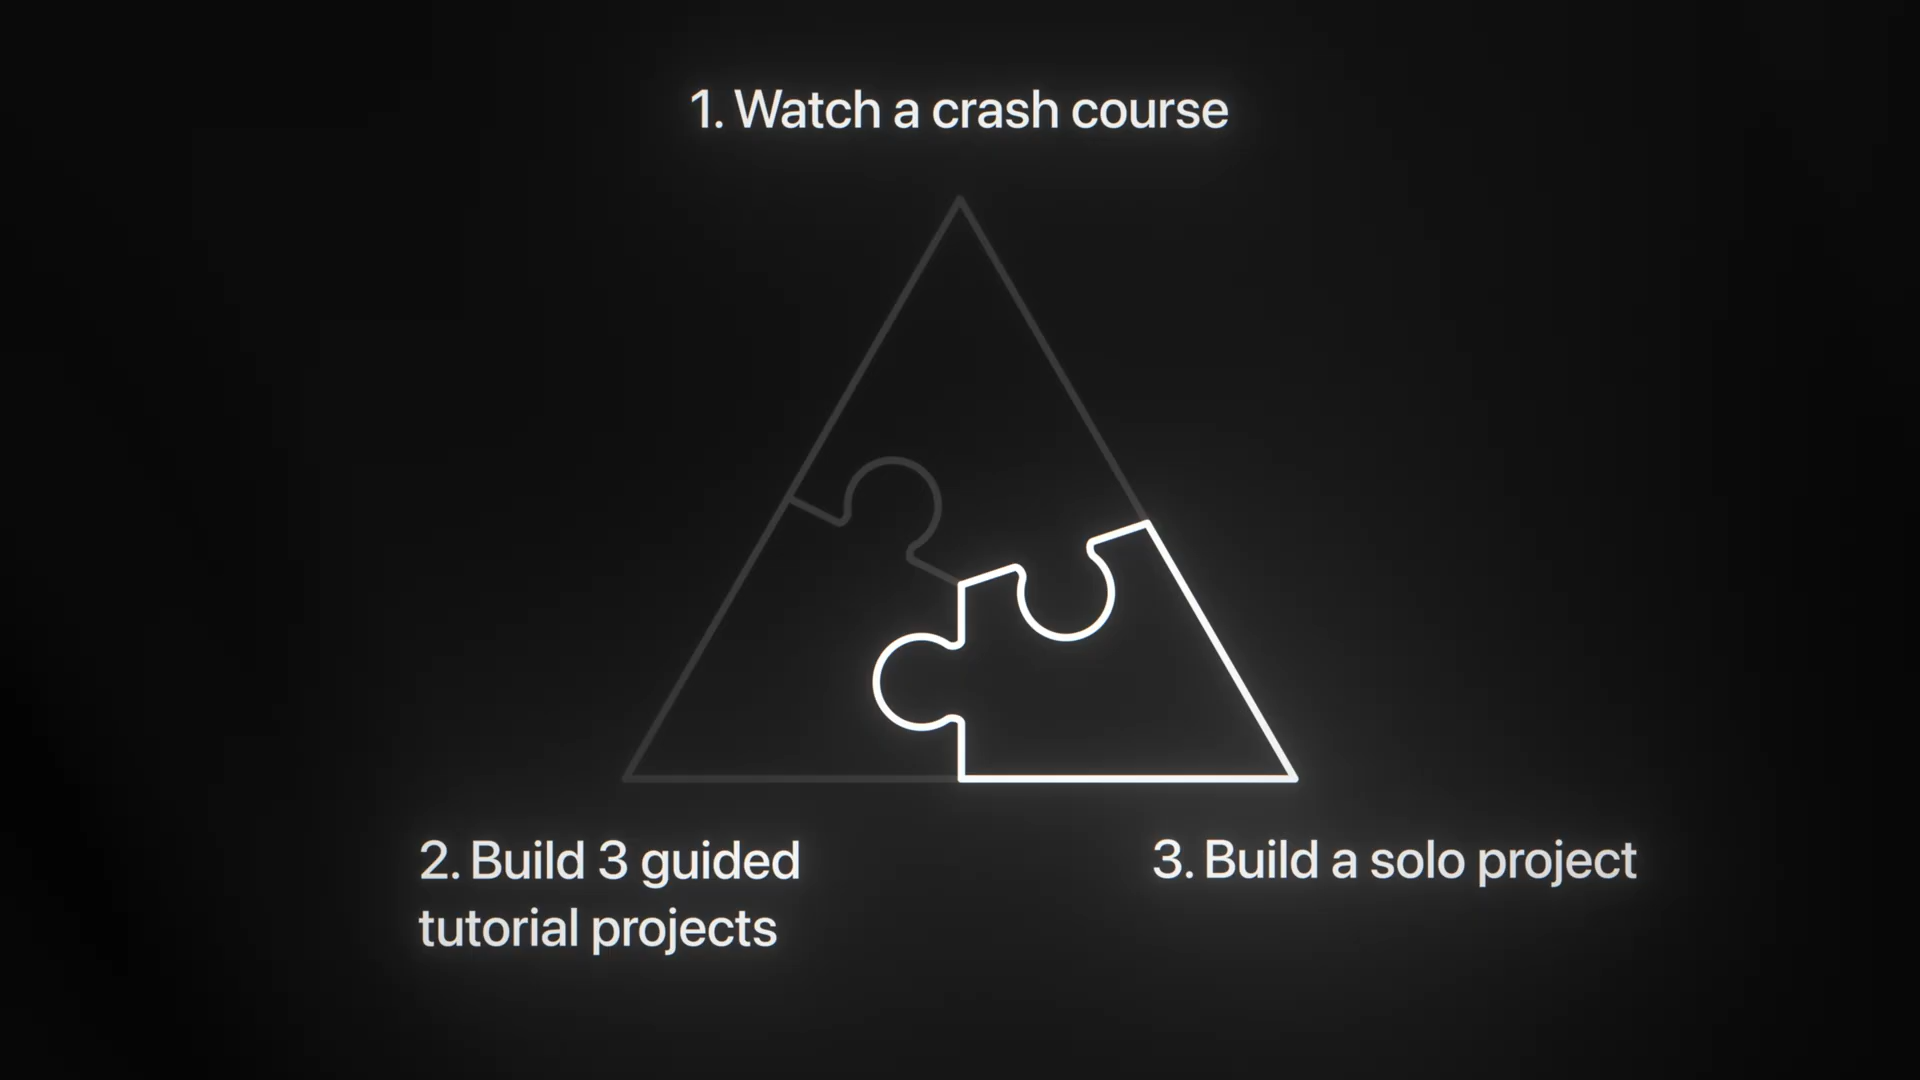 1. Watch a crash course
2. Build 3 guided
tutorial projects
3. Build a solo project